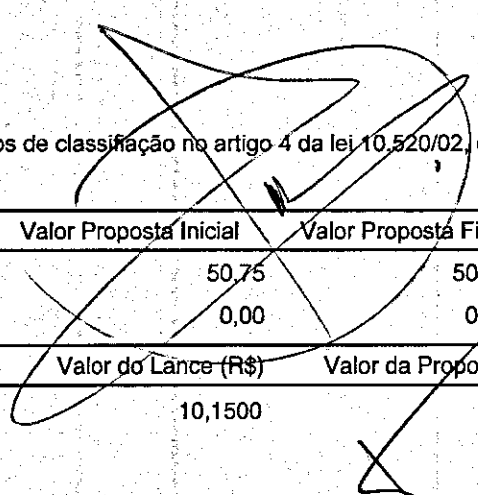 os de classifiação no artigo 4 da lei 10.520/02,
Valor Proposta Inicial Valor Proposta Fi
50,75 50
0,00 0
Valor do Lance (R$) Valor da Propo
10,1500